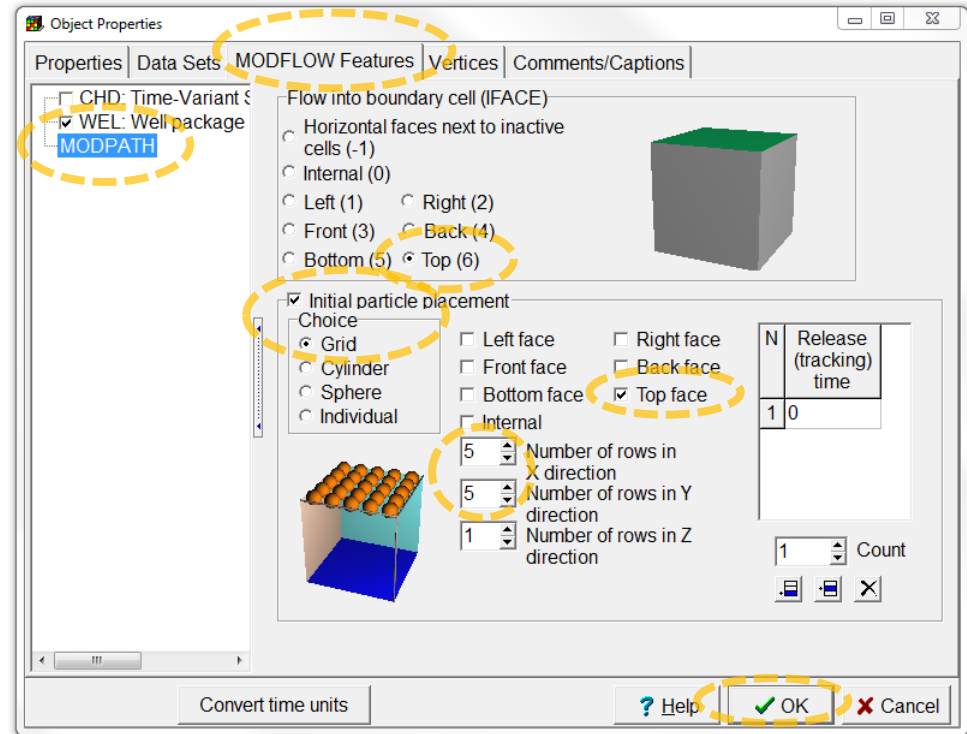 Object Properties
Properties Data Sets MODFLOW Features Vertices Comments/Captions
CHD: Time-Variant S
WEL: Well package
MODPATH
Flow into boundary cell (IFACE)
Horizontal faces next to inactive
cells (-1)
Internal (0)
Left (1) Right (2)
Front (3) Back (4)
Bottom (5) Top (6)
Initial particle placement
Choice
Grid
Cylinder
Sphere
Individual
Left face Right face
Front face Back face
Bottom face Top face
Internal
5 Number of rows in
X direction
5 Number of rows in Y
direction
1 Number of rows in Z
direction
N Release
(tracking)
time
1 0
1 Count
Convert time units ? Help OK Cancel